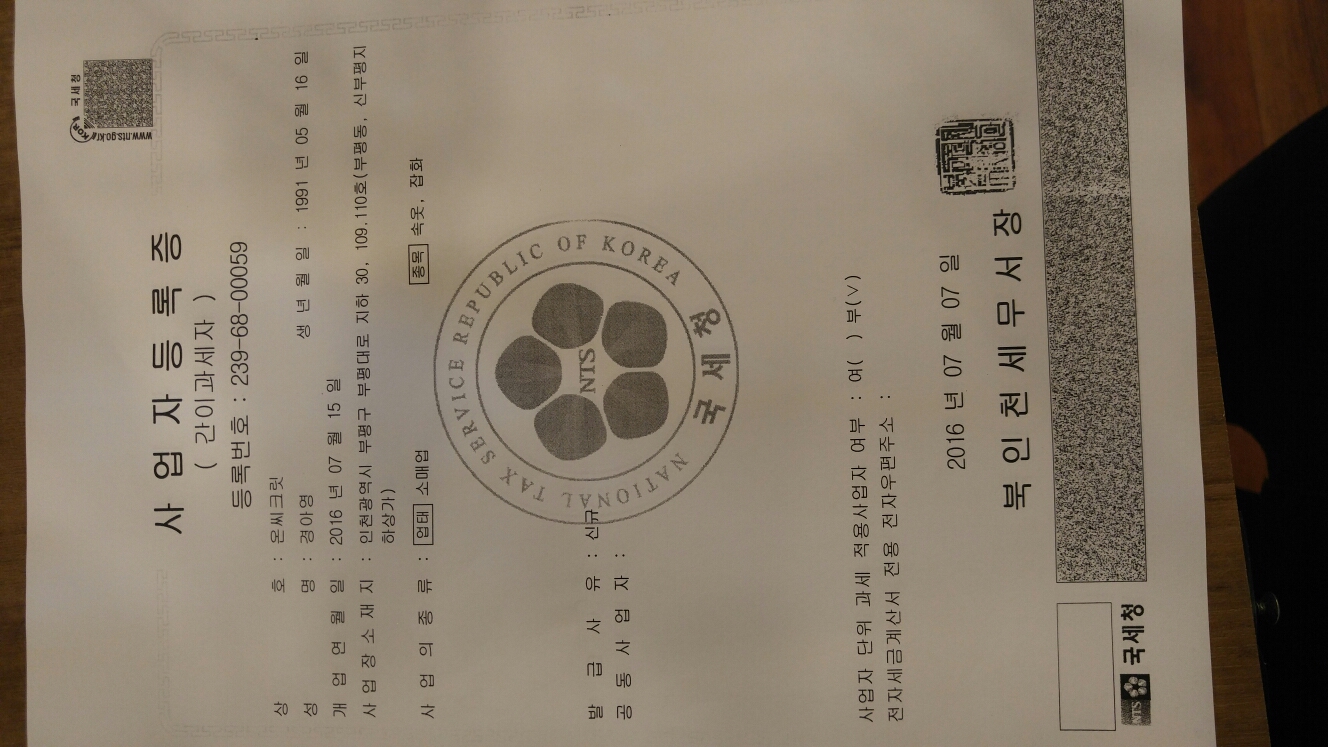 국세청
KOR
www.nts.go.kr
사업자등록증
( 간이과세자 )
등록번호 : 239-68-00059
상 호 : 온씨크릿
성 명 : 경아영 생 년 월 일 : 1991 년 05 월 16 일
개 업 연 월 일 : 2016 년 07 월 15 일
사 업 장 소 재 지 : 인천광역시 부평구 부평대로 지하 30, 109.110호(부평동, 신부평지
하상가)
사 업 의 종 류 : 업태 소매업 종목 속옷, 잡화
NATIONAL TAX SERVICE REPUBLIC OF KOREA
NTS
국세청
발 급 사 유 : 신규
공 동 사 업 자 :
사업자 단위 과세 적용사업자 여부 : 여( ) 부(∨)
전자세금계산서 전용 전자우편주소 :
2016 년 07 월 07 일
북 인 천 세 무 서 장
NTS 국세청